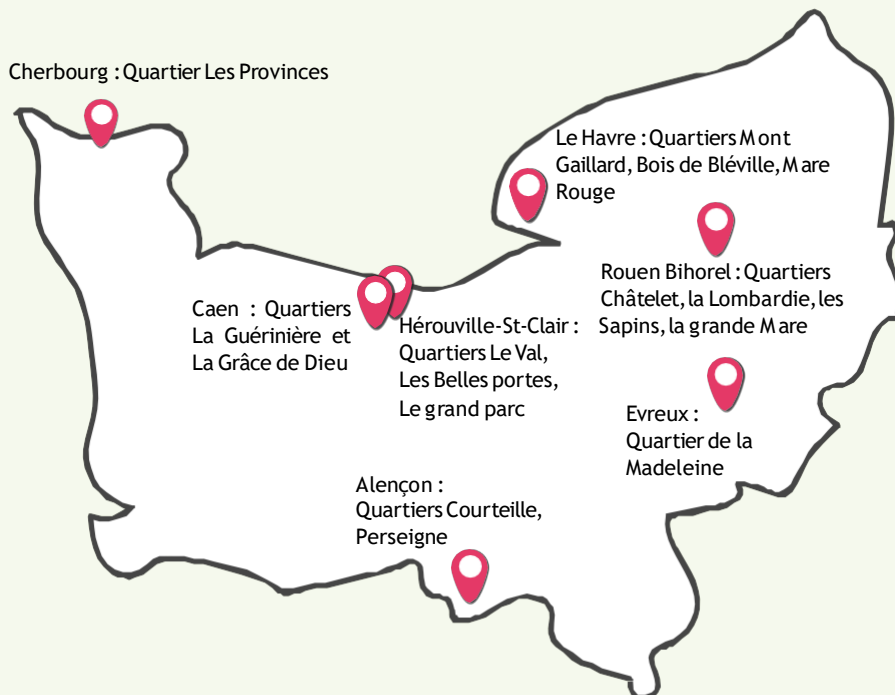 Cherbourg : Quartier Les Provinces
Le Havre : Quartiers Mont
Gaillard, Bois de Bléville, Mare
Rouge
Rouen Bihorel : Quartiers
Châtelet, la Lombardie, les
Sapins, la grande Mare
Caen : Quartiers
La Guérinière et
La Grâce de Dieu
Hérouville-St-Clair :
Quartiers Le Val,
Les Belles portes,
Le grand parc
Evreux :
Quartier de la
Madeleine
Alençon :
Quartiers Courteille,
Perseigne